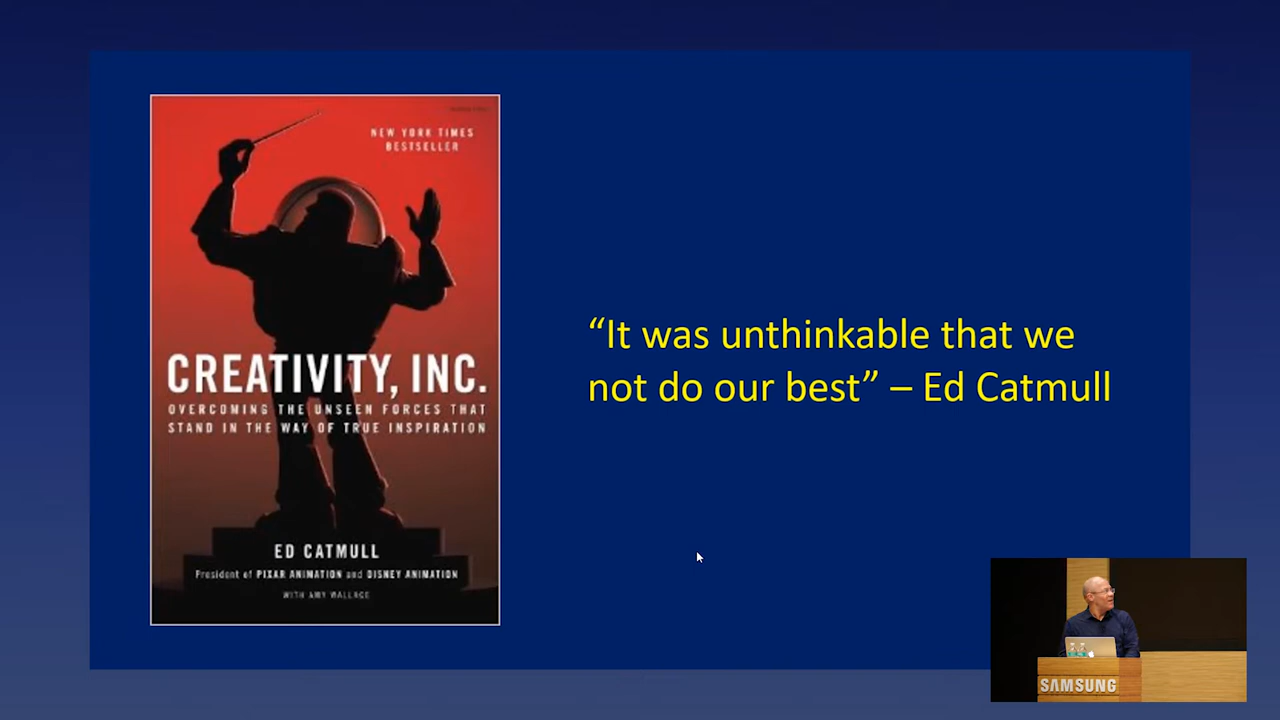 NEW YORK TIMES
BESTSELLER
CREATIVITY, INC.
OVERCOMING THE UNSEEN FORCES THAT
STAND IN THE WAY OF TRUE INSPIRATION
ED CATMULL
President of PIXAR ANIMATION and DISNEY ANIMATION
WITH AMY WALLACE
“It was unthinkable that we
not do our best” – Ed Catmull
SAMSUNG